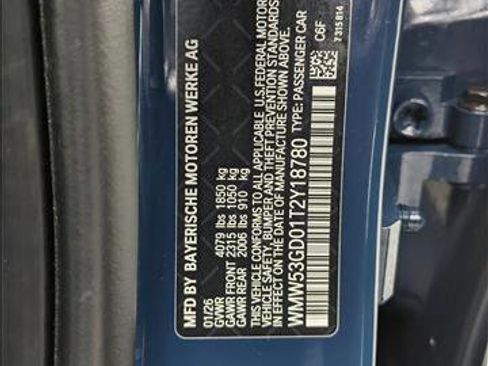 MFD BY BAYERISCHE MOTOREN WERKE AG
01/26
GVWR 4079 lbs 1850 kg
GAWR FRONT 2315 lbs 1050 kg
GAWR REAR 2006 lbs 910 kg
THIS VEHICLE CONFORMS TO ALL APPLICABLE U.S.FEDERAL MOTOR
VEHICLE SAFETY, BUMPER AND THEFT PREVENTION STANDARDS
IN EFFECT ON THE DATE OF MANUFACTURE SHOWN ABOVE.
WMW53GD01T2Y18780 TYPE: PASSENGER CAR
C6F
7315814